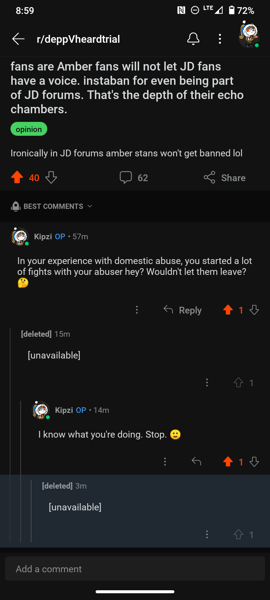 8:59
LTE
72%
r/deppVheardtrial
fans are Amber fans will not let JD fans
have a voice. instaban for even being part
of JD forums. That's the depth of their echo
chambers.
opinion
Ironically in JD forums amber stans won't get banned lol
40
62
Share
BEST COMMENTS
Kipzi OP • 57m
In your experience with domestic abuse, you started a lot
of fights with your abuser hey? Wouldn't let them leave?
🤔
Reply
1
[deleted] 15m
[unavailable]
1
Kipzi OP • 14m
I know what you're doing. Stop. 🙂
1
[deleted] 3m
[unavailable]
1
Add a comment